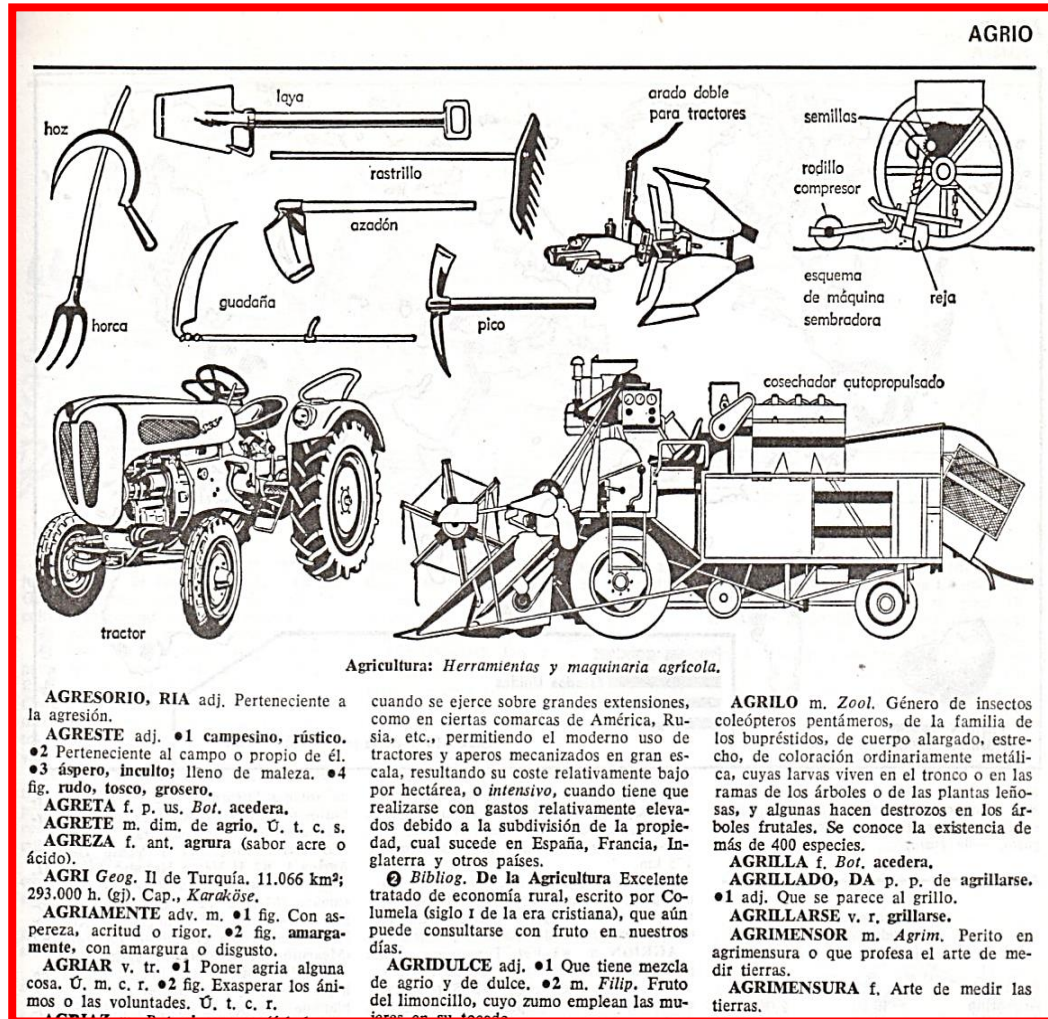 AGRIO
hoz
laya
rastrillo
azadón
guadaña
horca
pico
arado doble
para tractores
semillas
rodillo
compresor
esquema
de máquina
sembradora
reja
cosechador autopropulsado
tractor
Agricultura: Herramientas y maquinaria agrícola.
AGRESORIO, RIA adj. Perteneciente a
la agresión.
AGRESTE adj. ●1 campesino, rústico.
●2 Perteneciente al campo o propio de él.
●3 áspero, inculto; lleno de maleza. ●4
fig. rudo, tosco, grosero.
AGRETA f. p. us. Bot. acedera.
AGRETE m. dim. de agrio. Ú. t. c. s.
AGREZA f. ant. agrura (sabor acre o
ácido).
AGRI Geog. Il de Turquía. 11.066 km²;
293.000 h. (gj). Cap., Karaköse.
AGRIAMENTE adv. m. ●1 fig. Con as-
pereza, acritud o rigor. ●2 fig. amarga-
mente, con amargura o disgusto.
AGRIAR v. tr. ●1 Poner agria alguna
cosa. Ú. m. c. r. ●2 fig. Exasperar los áni-
mos o las voluntades. Ú. t. c. r.
cuando se ejerce sobre grandes extensiones,
como en ciertas comarcas de América, Ru-
sia, etc., permitiendo el moderno uso de
tractores y aperos mecanizados en gran es-
cala, resultando su coste relativamente bajo
por hectárea, o intensivo, cuando tiene que
realizarse con gastos relativamente eleva-
dos debido a la subdivisión de la propie-
dad, cual sucede en España, Francia, In-
glaterra y otros países.
❷ Bibliog. De la Agricultura Excelente
tratado de economía rural, escrito por Co-
lumela (siglo I de la era cristiana), que aún
puede consultarse con fruto en nuestros
días.
AGRIDULCE adj. ●1 Que tiene mezcla
de agrio y de dulce. ●2 m. Filip. Fruto
del limoncillo, cuyo zumo emplean las mu-
jeres en su tocado.
AGRILO m. Zool. Género de insectos
coleópteros pentámeros, de la familia de
los bupréstidos, de cuerpo alargado, estre-
cho, de coloración ordinariamente metáli-
ca, cuyas larvas viven en el tronco o en las
ramas de los árboles o de las plantas leño-
sas, y algunas hacen destrozos en los ár-
boles frutales. Se conoce la existencia de
más de 400 especies.
AGRILLA f. Bot. acedera.
AGRILLADO, DA p. p. de agrillarse.
●1 adj. Que se parece al grillo.
AGRILLARSE v. r. grillarse.
AGRIMENSOR m. Agrim. Perito en
agrimensura o que profesa el arte de me-
dir tierras.
AGRIMENSURA f. Arte de medir las
tierras.